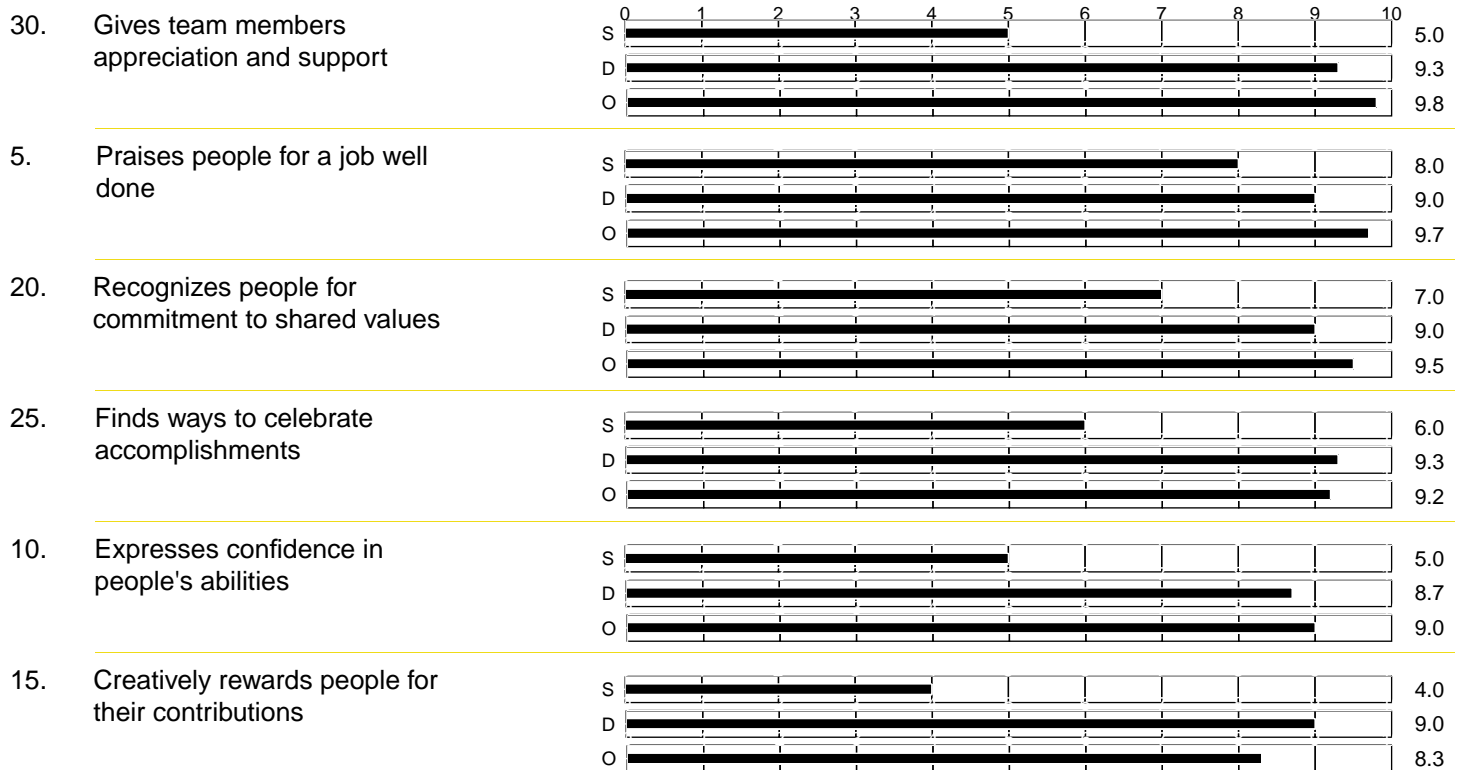 0 1 2 3 4 5 6 7 8 9 10
30. Gives team members
appreciation and support
S 5.0
D 9.3
O 9.8
5. Praises people for a job well
done
S 8.0
D 9.0
O 9.7
20. Recognizes people for
commitment to shared values
S 7.0
D 9.0
O 9.5
25. Finds ways to celebrate
accomplishments
S 6.0
D 9.3
O 9.2
10. Expresses confidence in
people's abilities
S 5.0
D 8.7
O 9.0
15. Creatively rewards people for
their contributions
S 4.0
D 9.0
O 8.3